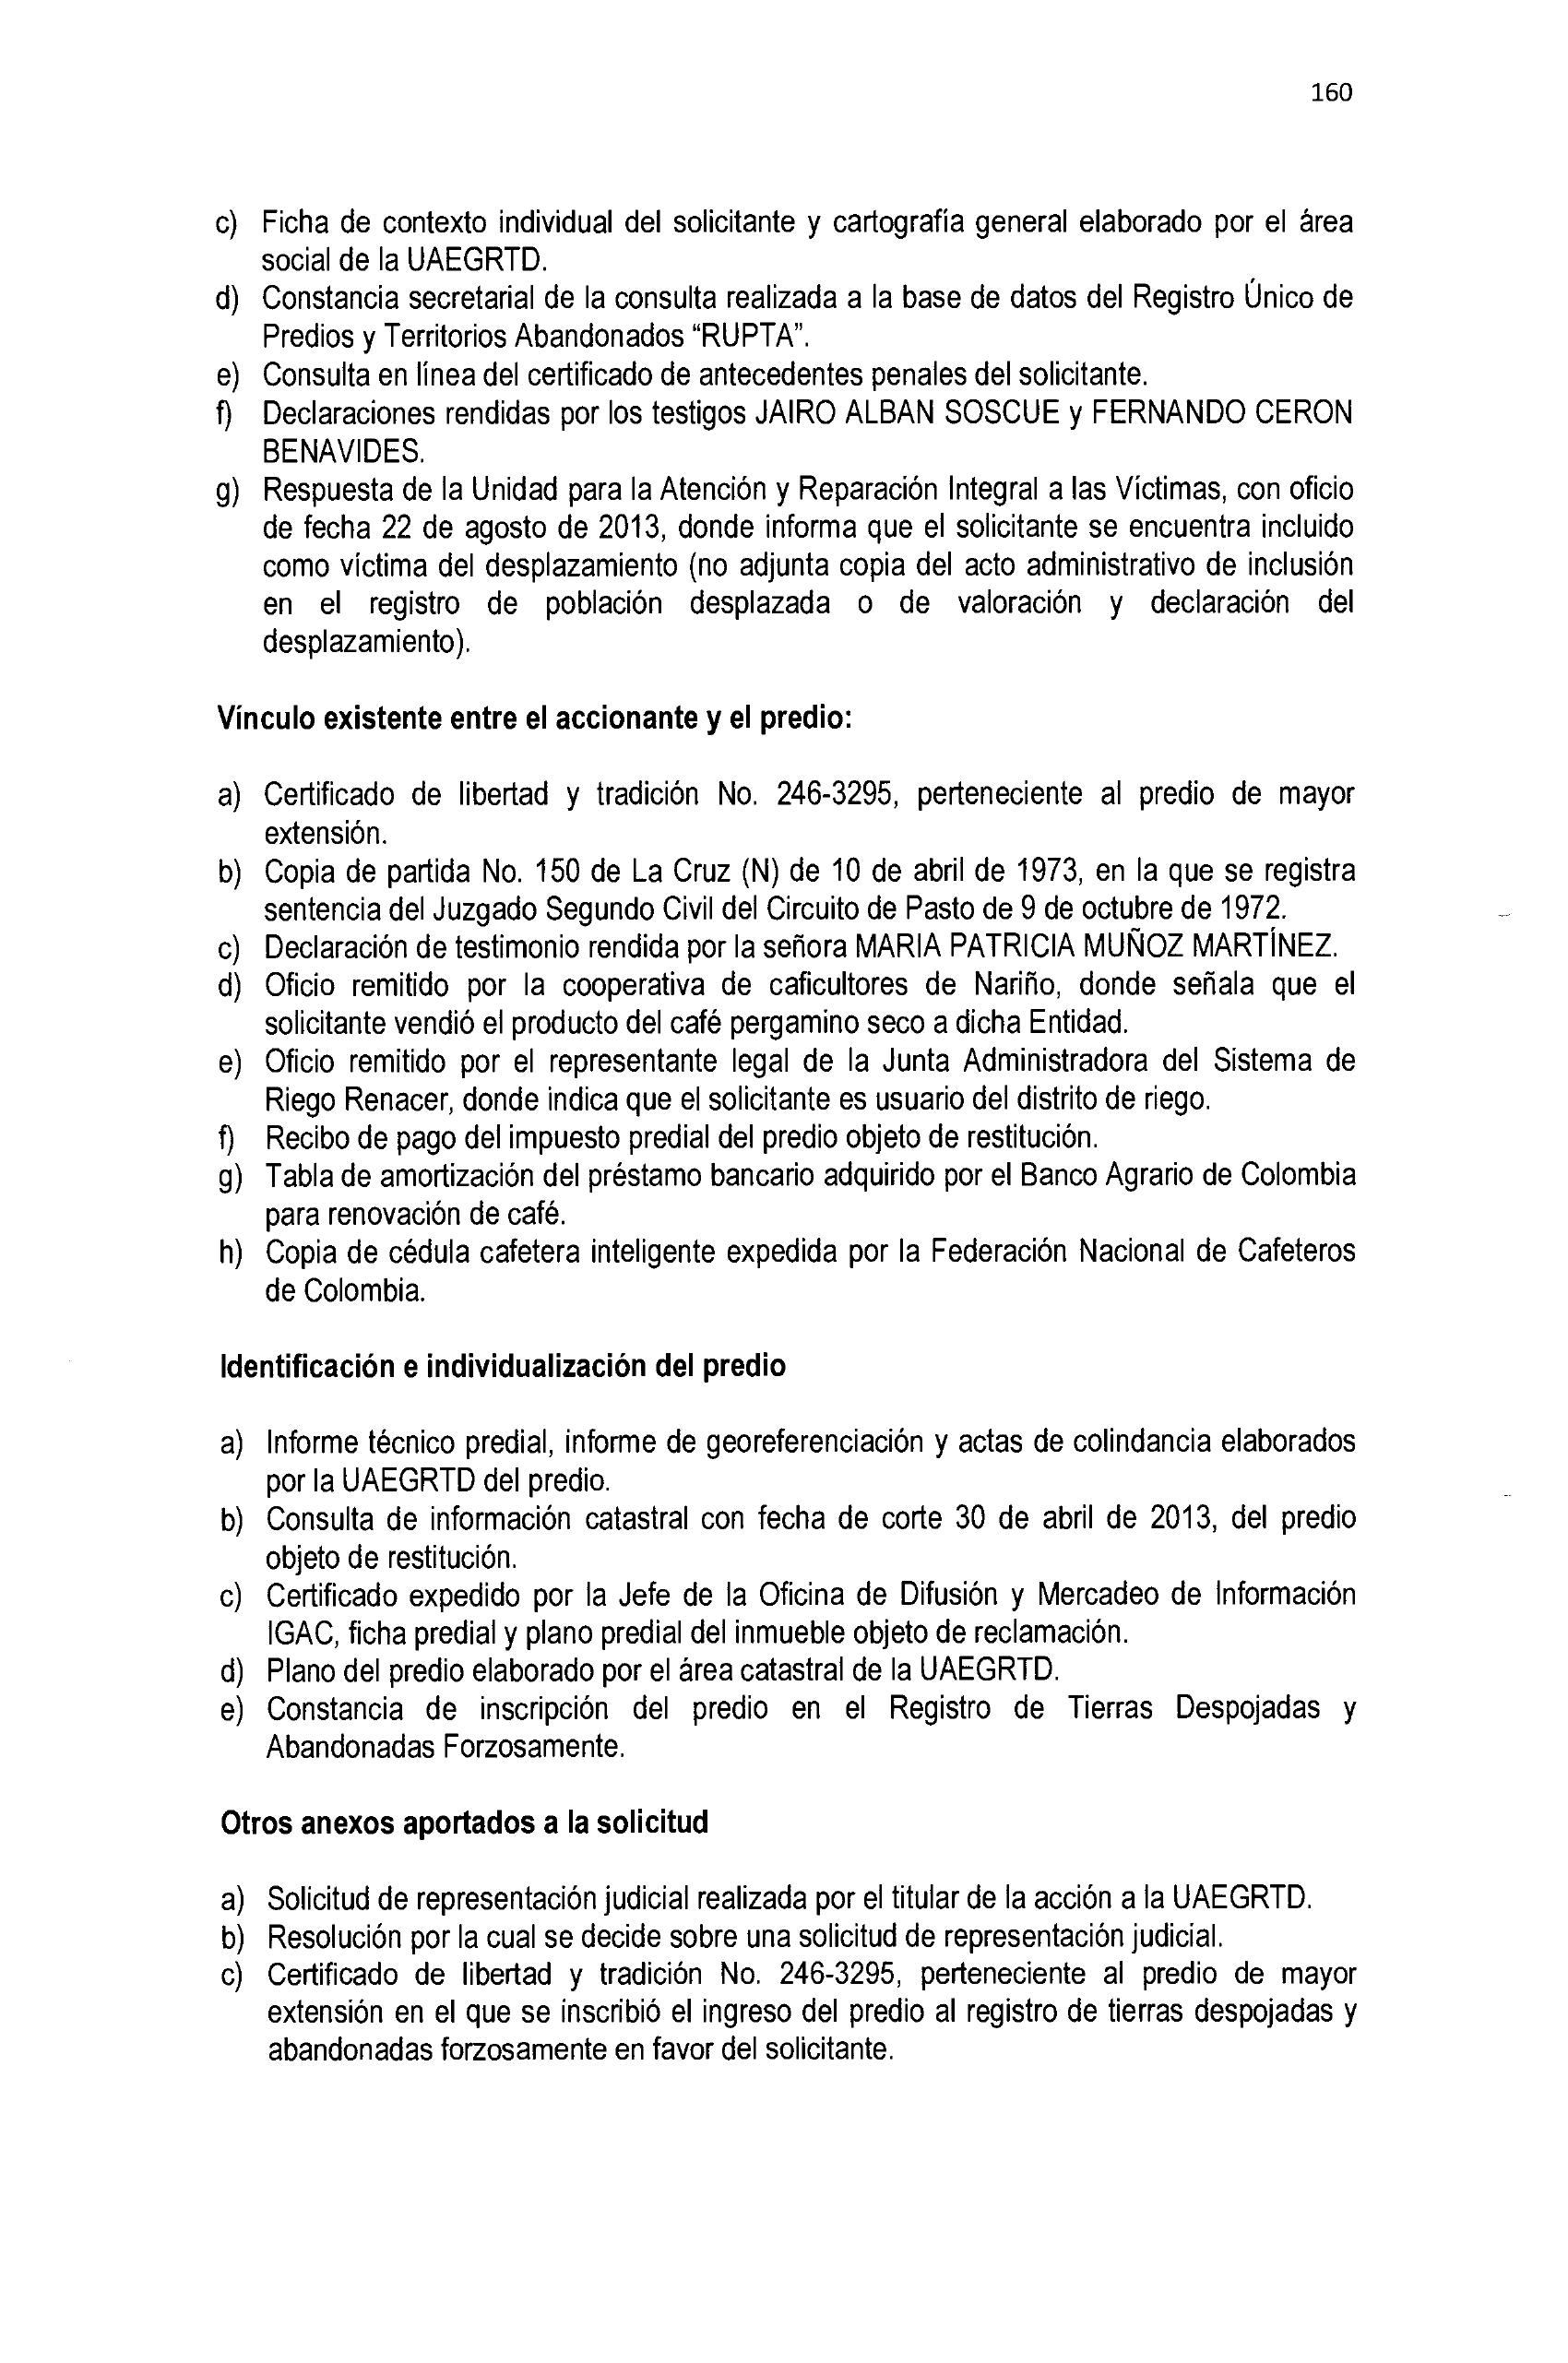 160
c) Ficha de contexto individual del solicitante y cartografía general elaborado por el área
social de la UAEGRTD.
d) Constancia secretarial de la consulta realizada a la base de datos del Registro Único de
Predios y Territorios Abandonados “RUPTA”.
e) Consulta en línea del certificado de antecedentes penales del solicitante.
f) Declaraciones rendidas por los testigos JAIRO ALBAN SOSCUE y FERNANDO CERON
BENAVIDES.
g) Respuesta de la Unidad para la Atención y Reparación Integral a las Víctimas, con oficio
de fecha 22 de agosto de 2013, donde informa que el solicitante se encuentra incluido
como víctima del desplazamiento (no adjunta copia del acto administrativo de inclusión
en el registro de población desplazada o de valoración y declaración del
desplazamiento).
Vínculo existente entre el accionante y el predio:
a) Certificado de libertad y tradición No. 246-3295, perteneciente al predio de mayor
extensión.
b) Copia de partida No. 150 de La Cruz (N) de 10 de abril de 1973, en la que se registra
sentencia del Juzgado Segundo Civil del Circuito de Pasto de 9 de octubre de 1972.
c) Declaración de testimonio rendida por la señora MARIA PATRICIA MUÑOZ MARTÍNEZ.
d) Oficio remitido por la cooperativa de caficultores de Nariño, donde señala que el
solicitante vendió el producto del café pergamino seco a dicha Entidad.
e) Oficio remitido por el representante legal de la Junta Administradora del Sistema de
Riego Renacer, donde indica que el solicitante es usuario del distrito de riego.
f) Recibo de pago del impuesto predial del predio objeto de restitución.
g) Tabla de amortización del préstamo bancario adquirido por el Banco Agrario de Colombia
para renovación de café.
h) Copia de cédula cafetera inteligente expedida por la Federación Nacional de Cafeteros
de Colombia.
Identificación e individualización del predio
a) Informe técnico predial, informe de georeferenciación y actas de colindancia elaborados
por la UAEGRTD del predio.
b) Consulta de información catastral con fecha de corte 30 de abril de 2013, del predio
objeto de restitución.
c) Certificado expedido por la Jefe de la Oficina de Difusión y Mercadeo de Información
IGAC, ficha predial y plano predial del inmueble objeto de reclamación.
d) Plano del predio elaborado por el área catastral de la UAEGRTD.
e) Constancia de inscripción del predio en el Registro de Tierras Despojadas y
Abandonadas Forzosamente.
Otros anexos aportados a la solicitud
a) Solicitud de representación judicial realizada por el titular de la acción a la UAEGRTD.
b) Resolución por la cual se decide sobre una solicitud de representación judicial.
c) Certificado de libertad y tradición No. 246-3295, perteneciente al predio de mayor
extensión en el que se inscribió el ingreso del predio al registro de tierras despojadas y
abandonadas forzosamente en favor del solicitante.